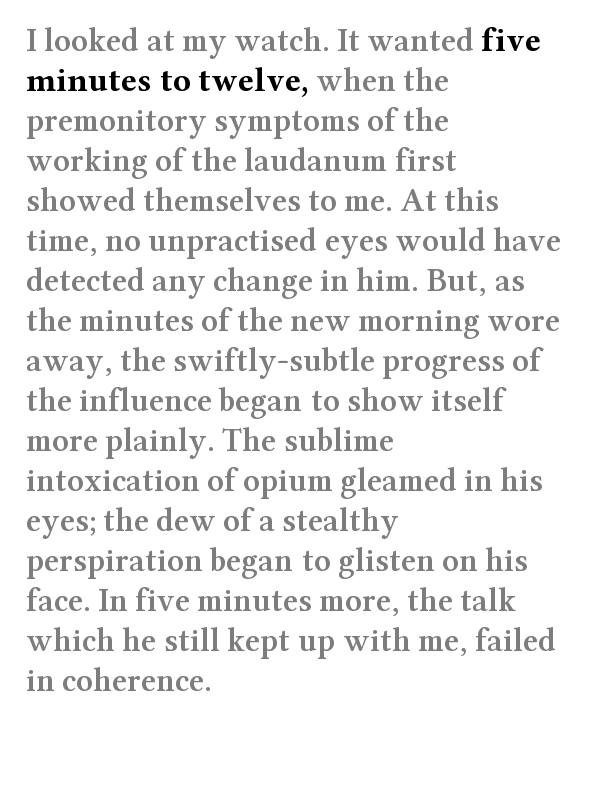 I looked at my watch. It wanted five
minutes to twelve, when the
premonitory symptoms of the
working of the laudanum first
showed themselves to me. At this
time, no unpractised eyes would have
detected any change in him. But, as
the minutes of the new morning wore
away, the swiftly-subtle progress of
the influence began to show itself
more plainly. The sublime
intoxication of opium gleamed in his
eyes; the dew of a stealthy
perspiration began to glisten on his
face. In five minutes more, the talk
which he still kept up with me, failed
in coherence.